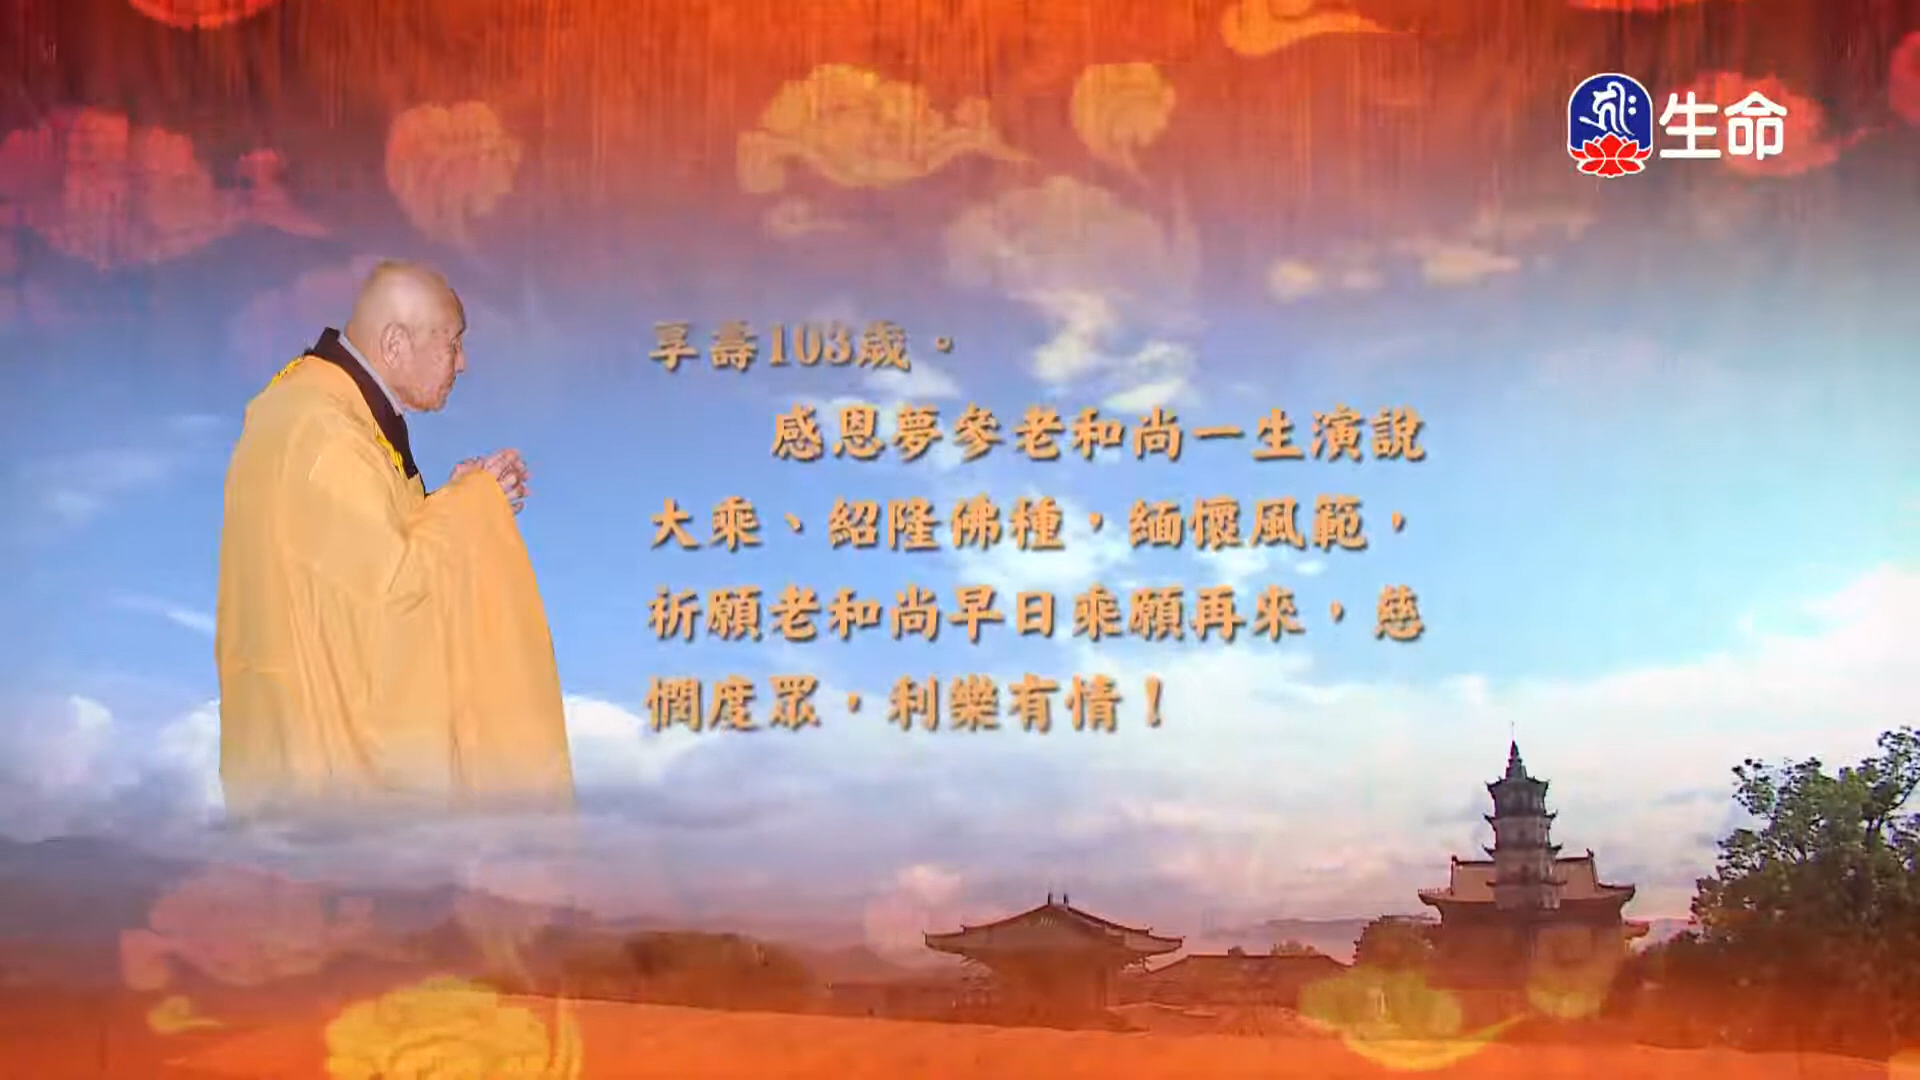 生命
享壽103歲。
感恩夢參老和尚一生演說
大乘、紹隆佛種，緬懷風範，
祈願老和尚早日乘願再來，慈
憫度眾，利樂有情！